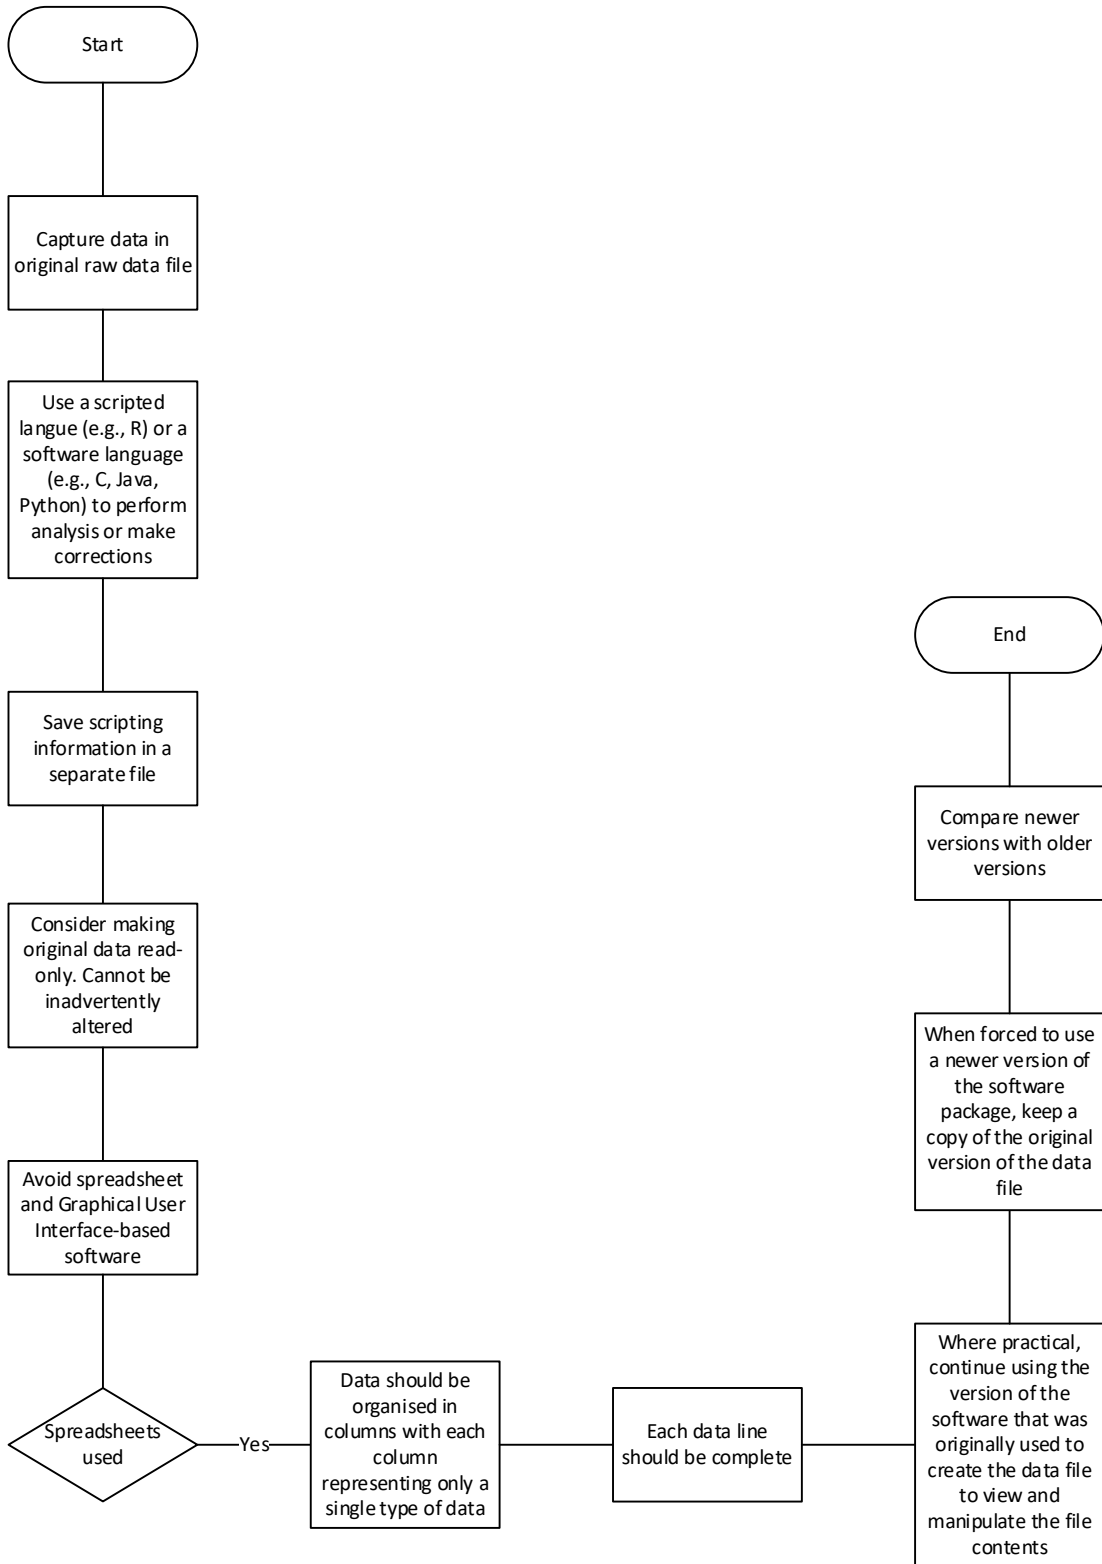 Start
Capture data in
original raw data file
Use a scripted
langue (e.g., R) or a
software language
(e.g., C, Java,
Python) to perform
analysis or make
corrections
Save scripting
information in a
separate file
Consider making
original data read-
only. Cannot be
inadvertently
altered
Avoid spreadsheet
and Graphical User
Interface-based
software
Spreadsheets
used
Yes
Data should be
organised in
columns with each
column
representing only a
single type of data
Each data line
should be complete
Where practical,
continue using the
version of the
software that was
originally used to
create the data file
to view and
manipulate the file
contents
When forced to use
a newer version of
the software
package, keep a
copy of the original
version of the data
file
Compare newer
versions with older
versions
End